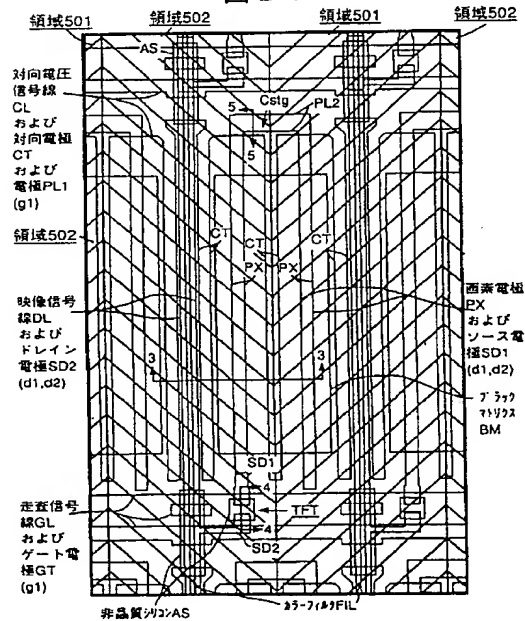 領域502
領域501
領域502
領域501
AS
対向電圧
信号線
CL
および
対向電極
CT
および
電極PL1
(g1)
Cstg
PL2
5
5
領域502
CT
CT
CT
PX
PX
映像信号
線DL
および
ドレイン
電極SD2
(d1,d2)
画素電極
PX
および
ソース電
極SD1
(d1,d2)
3
3
ブラック
マトリクス
BM
SD1
4
TFT
4
SD2
走査信号
線GL
および
ゲート電
極GT
(g1)
非晶質シリコンAS
カラーフィルタFIL